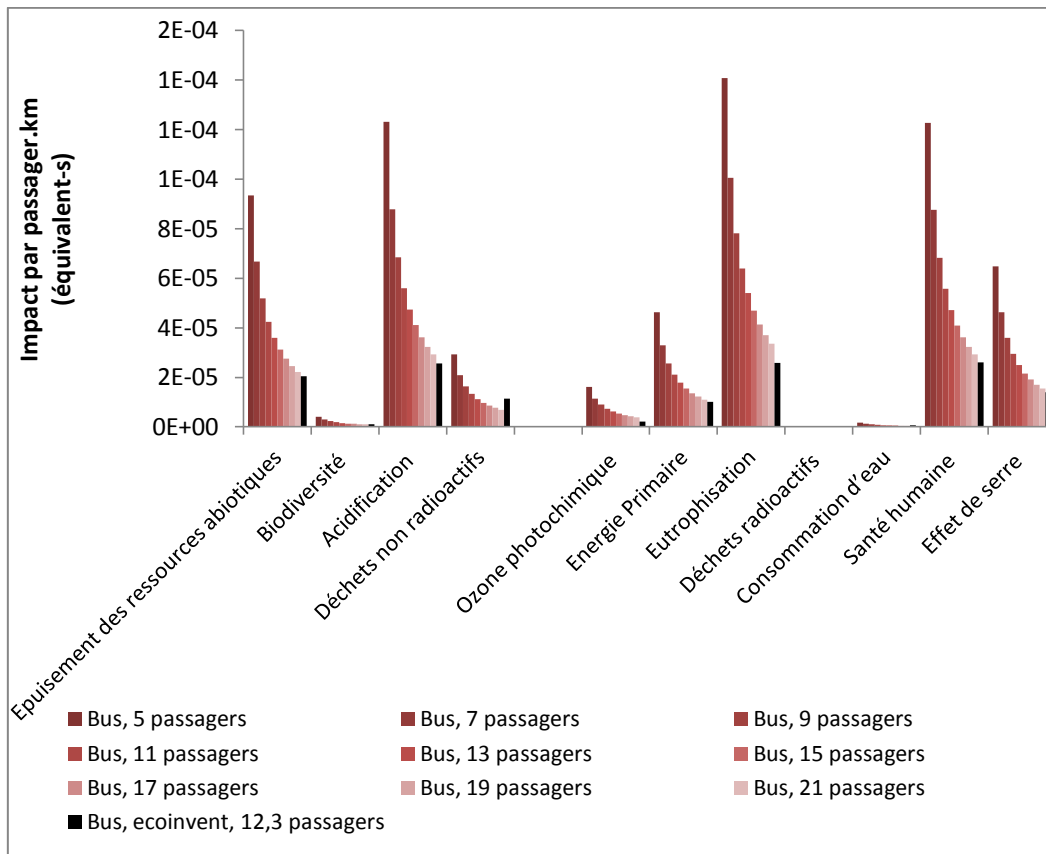 2E-04
1E-04
1E-04
1E-04
8E-05
6E-05
4E-05
2E-05
0E+00
Impact par passager.km
(équivalent-s)
Epuisement des ressources abiotiques
Biodiversité
Acidification
Déchets non radioactifs
Ozone photochimique
Energie Primaire
Eutrophisation
Déchets radioactifs
Consommation d'eau
Santé humaine
Effet de serre
Bus, 5 passagers
Bus, 7 passagers
Bus, 9 passagers
Bus, 11 passagers
Bus, 13 passagers
Bus, 15 passagers
Bus, 17 passagers
Bus, 19 passagers
Bus, 21 passagers
Bus, ecoinvent, 12,3 passagers